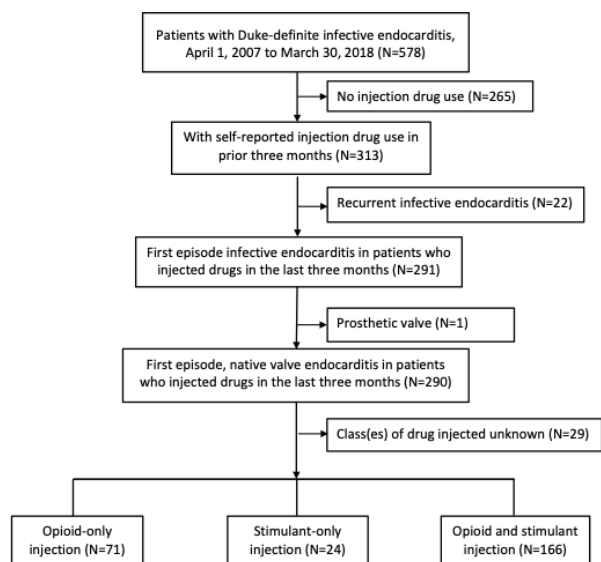 Patients with Duke-definite infective endocarditis,
April 1, 2007 to March 30, 2018 (N=578)
No injection drug use (N=265)
With self-reported injection drug use in
prior three months (N=313)
Recurrent infective endocarditis (N=22)
First episode infective endocarditis in patients who
injected drugs in the last three months (N=291)
Prosthetic valve (N=1)
First episode, native valve endocarditis in patients
who injected drugs in the last three months (N=290)
Class(es) of drug injected unknown (N=29)
Opioid-only
injection (N=71)
Stimulant-only
injection (N=24)
Opioid and stimulant
injection (N=166)